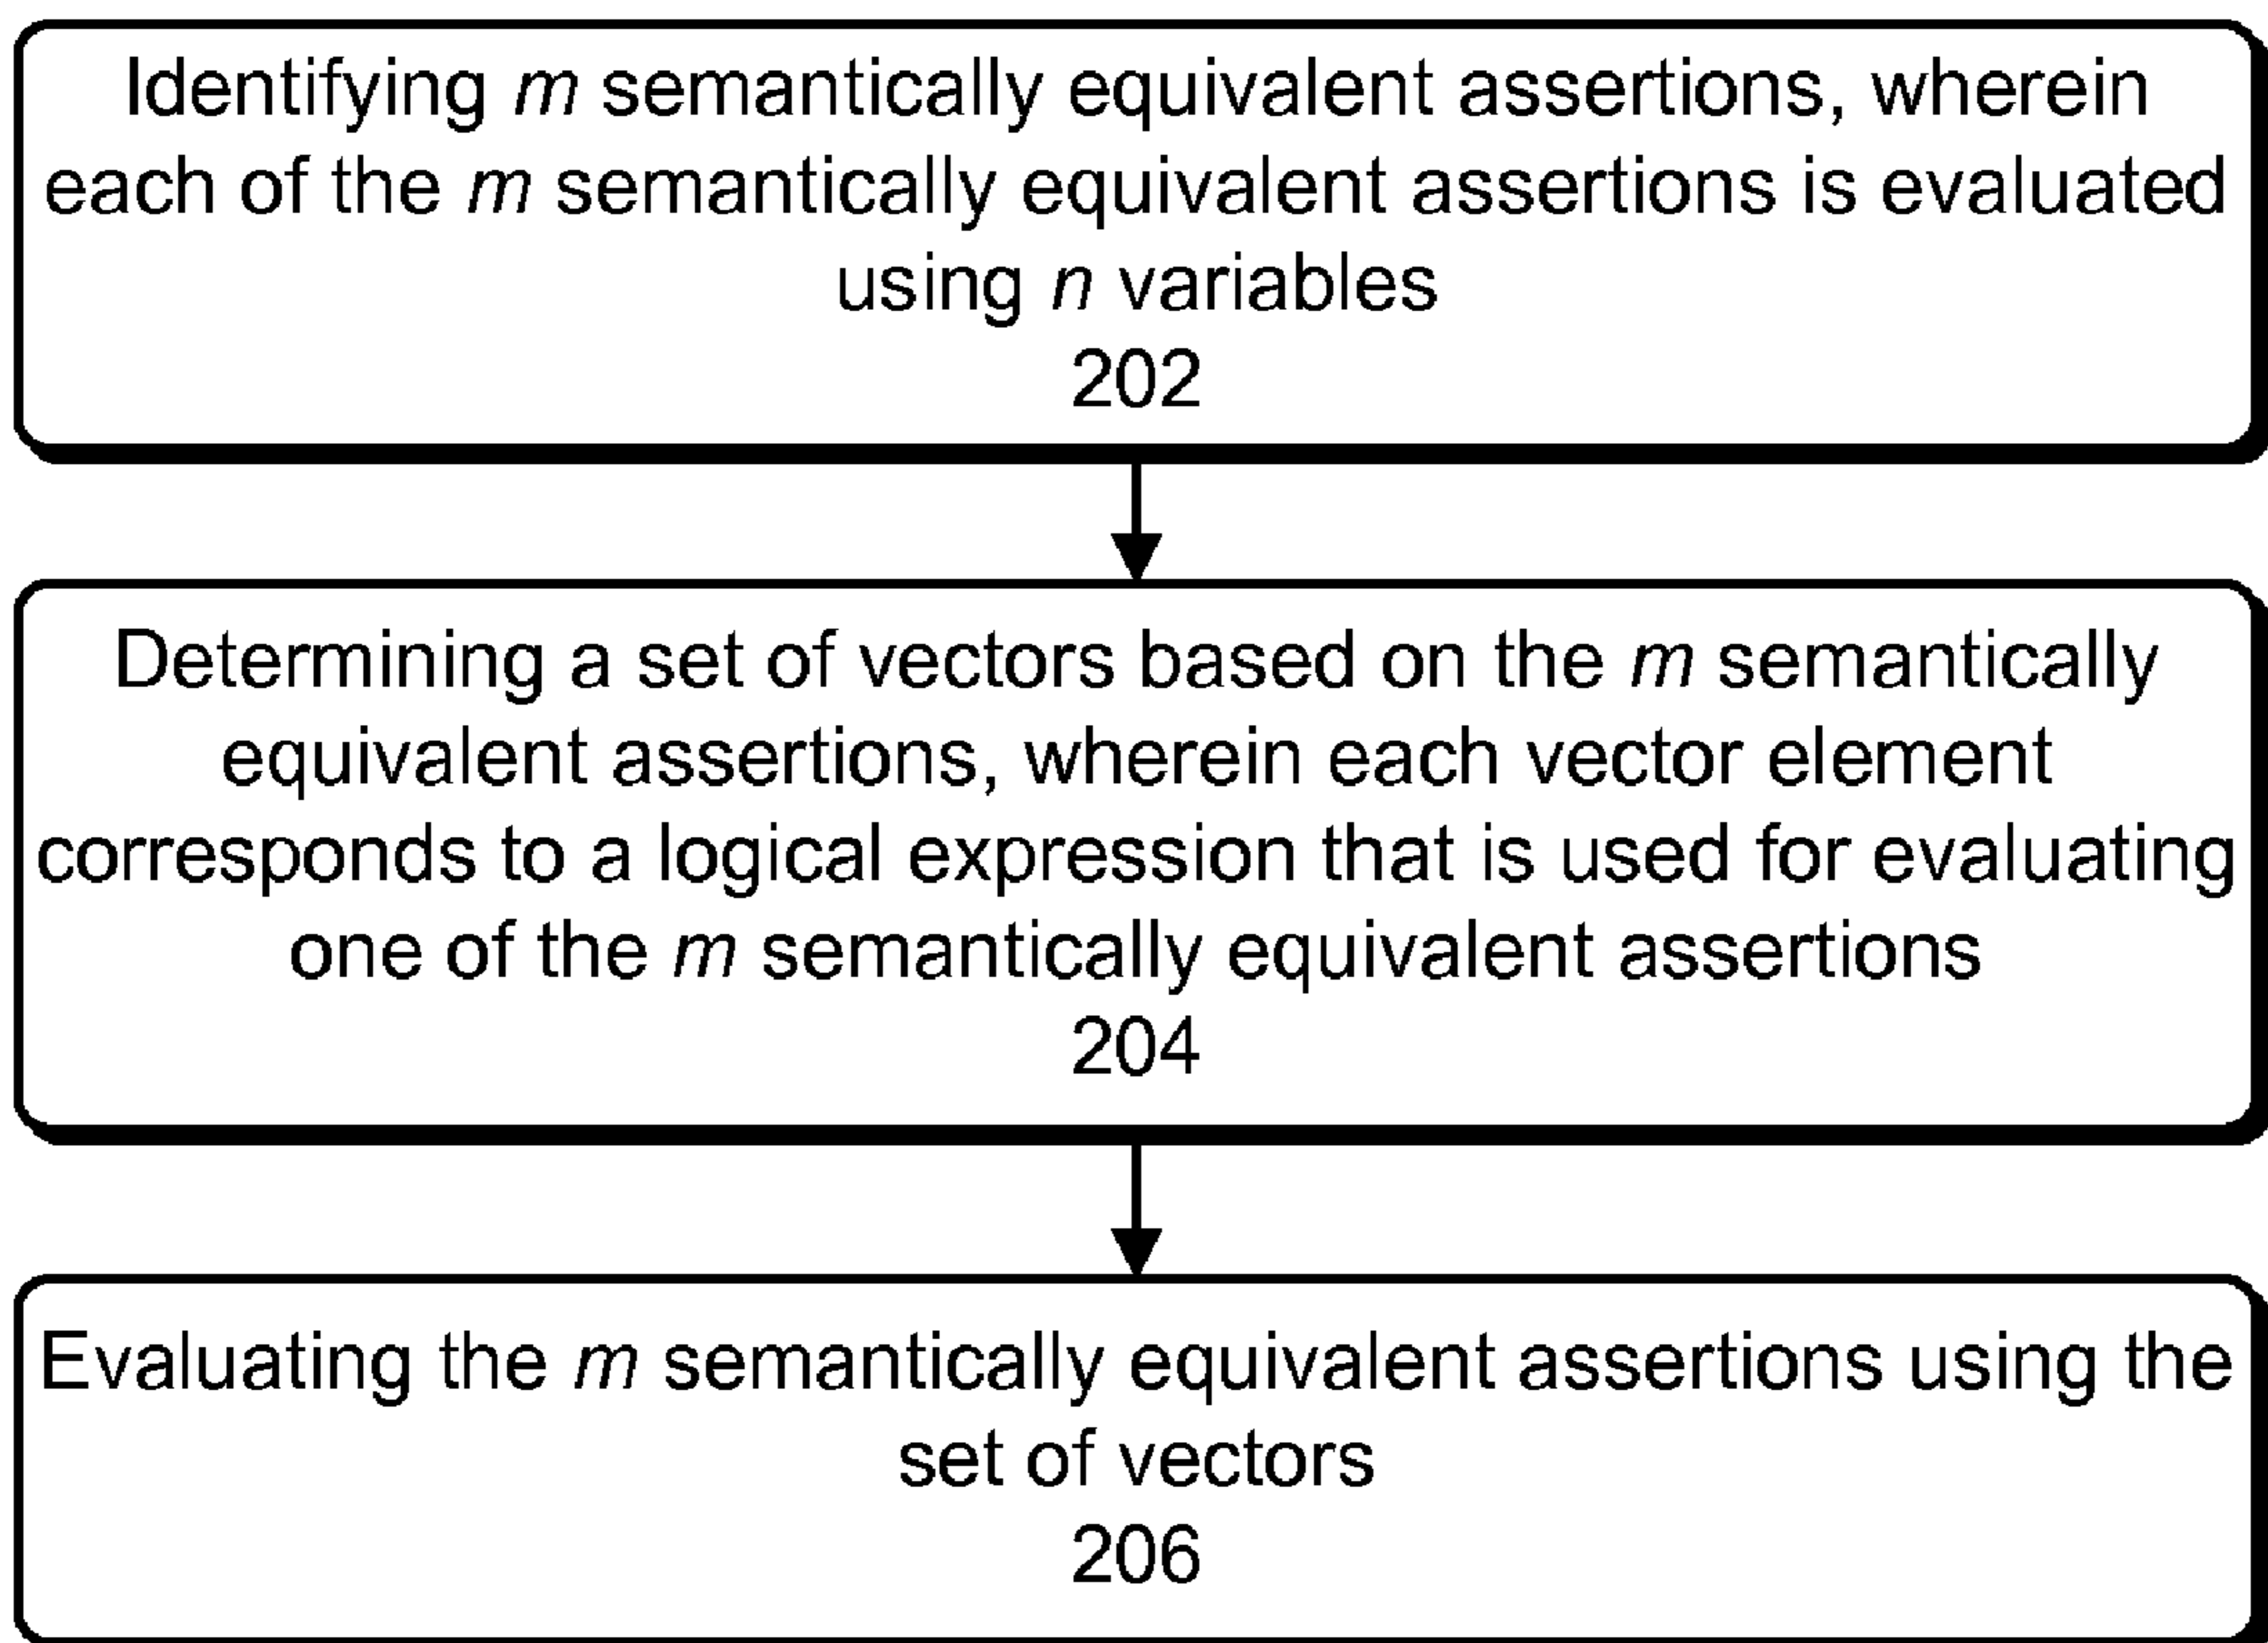 Identifying m semantically equivalent assertions, wherein
each of the m semantically equivalent assertions is evaluated
using n variables
202
Determining a set of vectors based on the m semantically
equivalent assertions, wherein each vector element
corresponds to a logical expression that is used for evaluating
one of the m semantically equivalent assertions
204
Evaluating the m semantically equivalent assertions using the
set of vectors
206